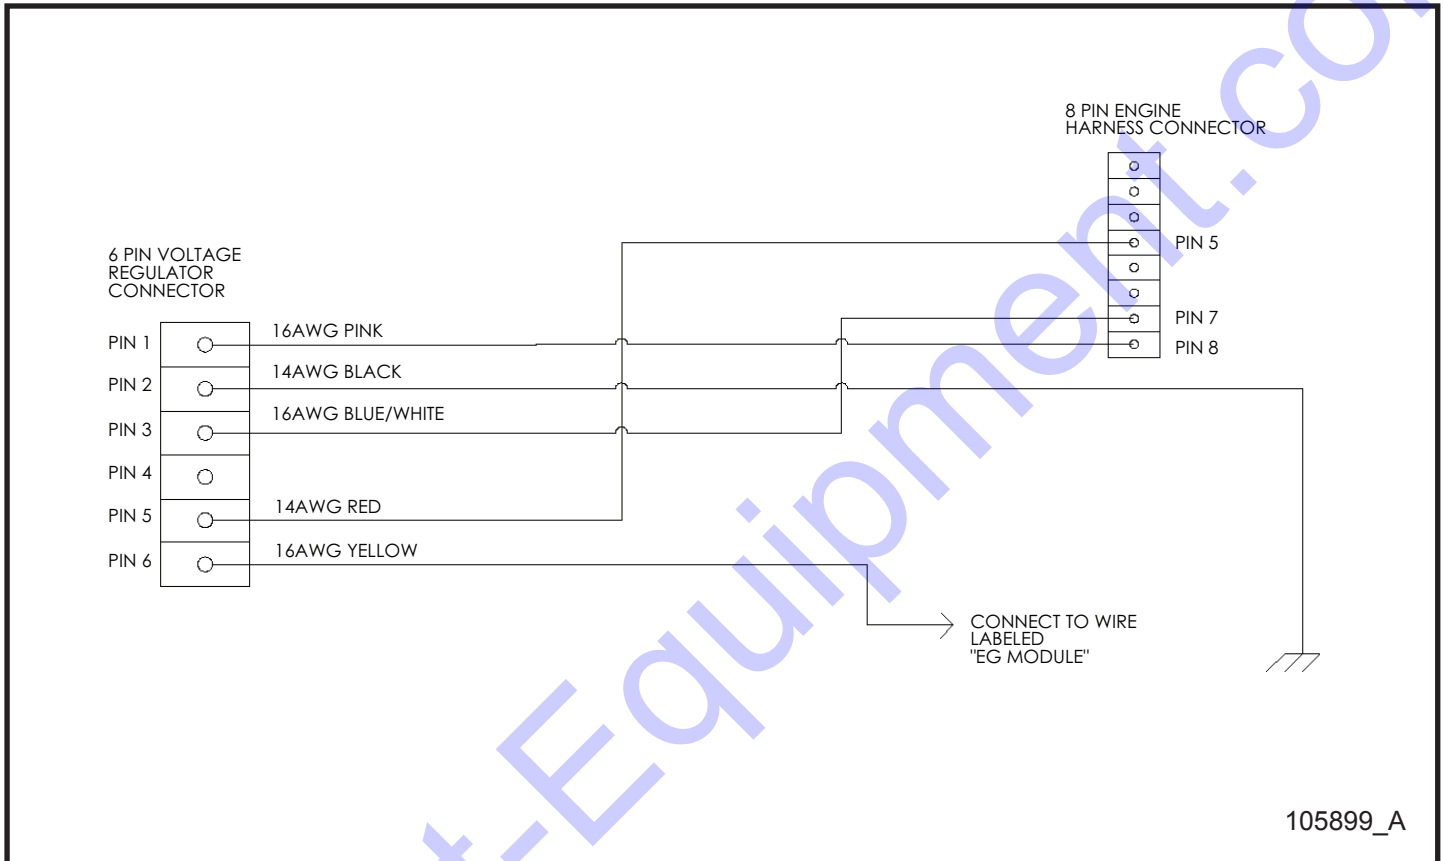 8 PIN ENGINE
HARNESS CONNECTOR
PIN 5
PIN 7
PIN 8
6 PIN VOLTAGE
REGULATOR
CONNECTOR
PIN 1
16AWG PINK
PIN 2
14AWG BLACK
PIN 3
16AWG BLUE/WHITE
PIN 4
PIN 5
14AWG RED
PIN 6
16AWG YELLOW
CONNECT TO WIRE
LABELED
"EG MODULE"
105899_A
t-Equipment.co